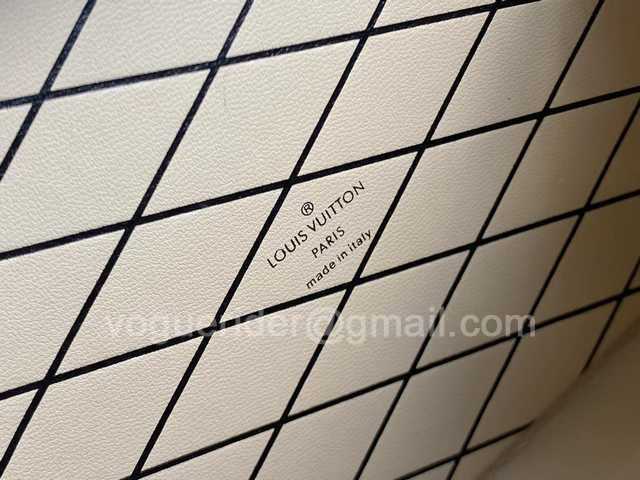 ®
LOUIS VUITTON
PARIS
made in italy
voguerider@gmail.com